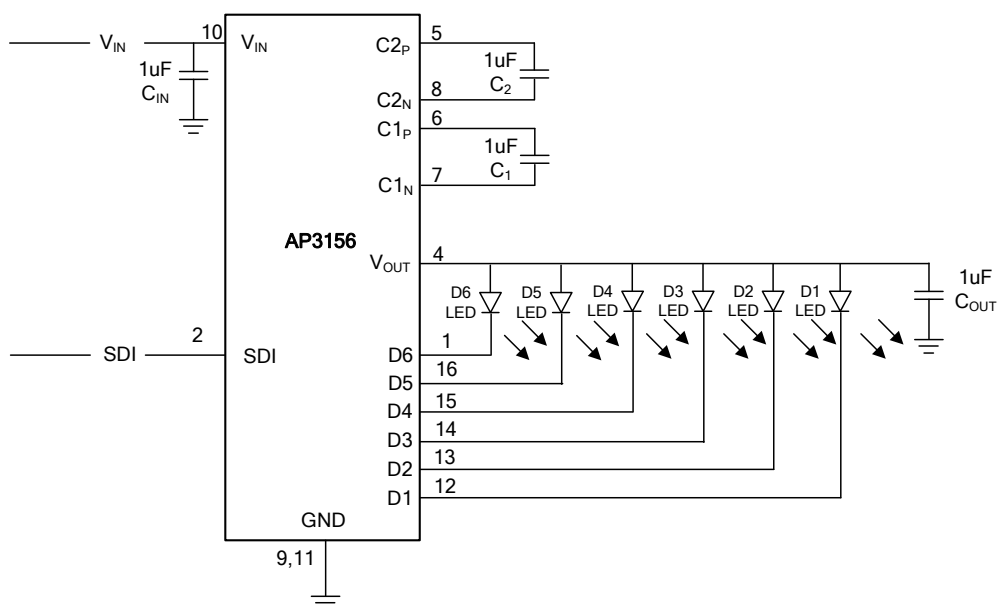 V_IN
10
V_IN
1uF
C_IN
C2_P
5
1uF
C_2
C2_N
8
C1_P
6
1uF
C_1
C1_N
7
AP3156
V_OUT
4
D6
LED
D5
LED
D4
LED
D3
LED
D2
LED
D1
LED
1uF
C_OUT
SDI
2
SDI
D6
1
D5
16
D4
15
D3
14
D2
13
D1
12
GND
9,11